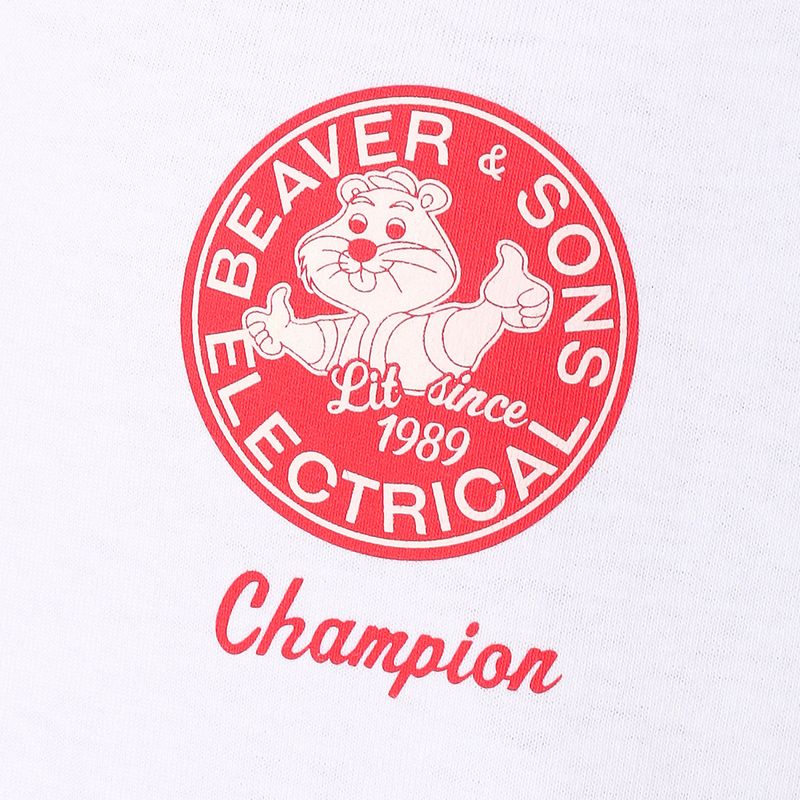 BEAVER & SONS
Lit since
1989
ELECTRICAL
Champion